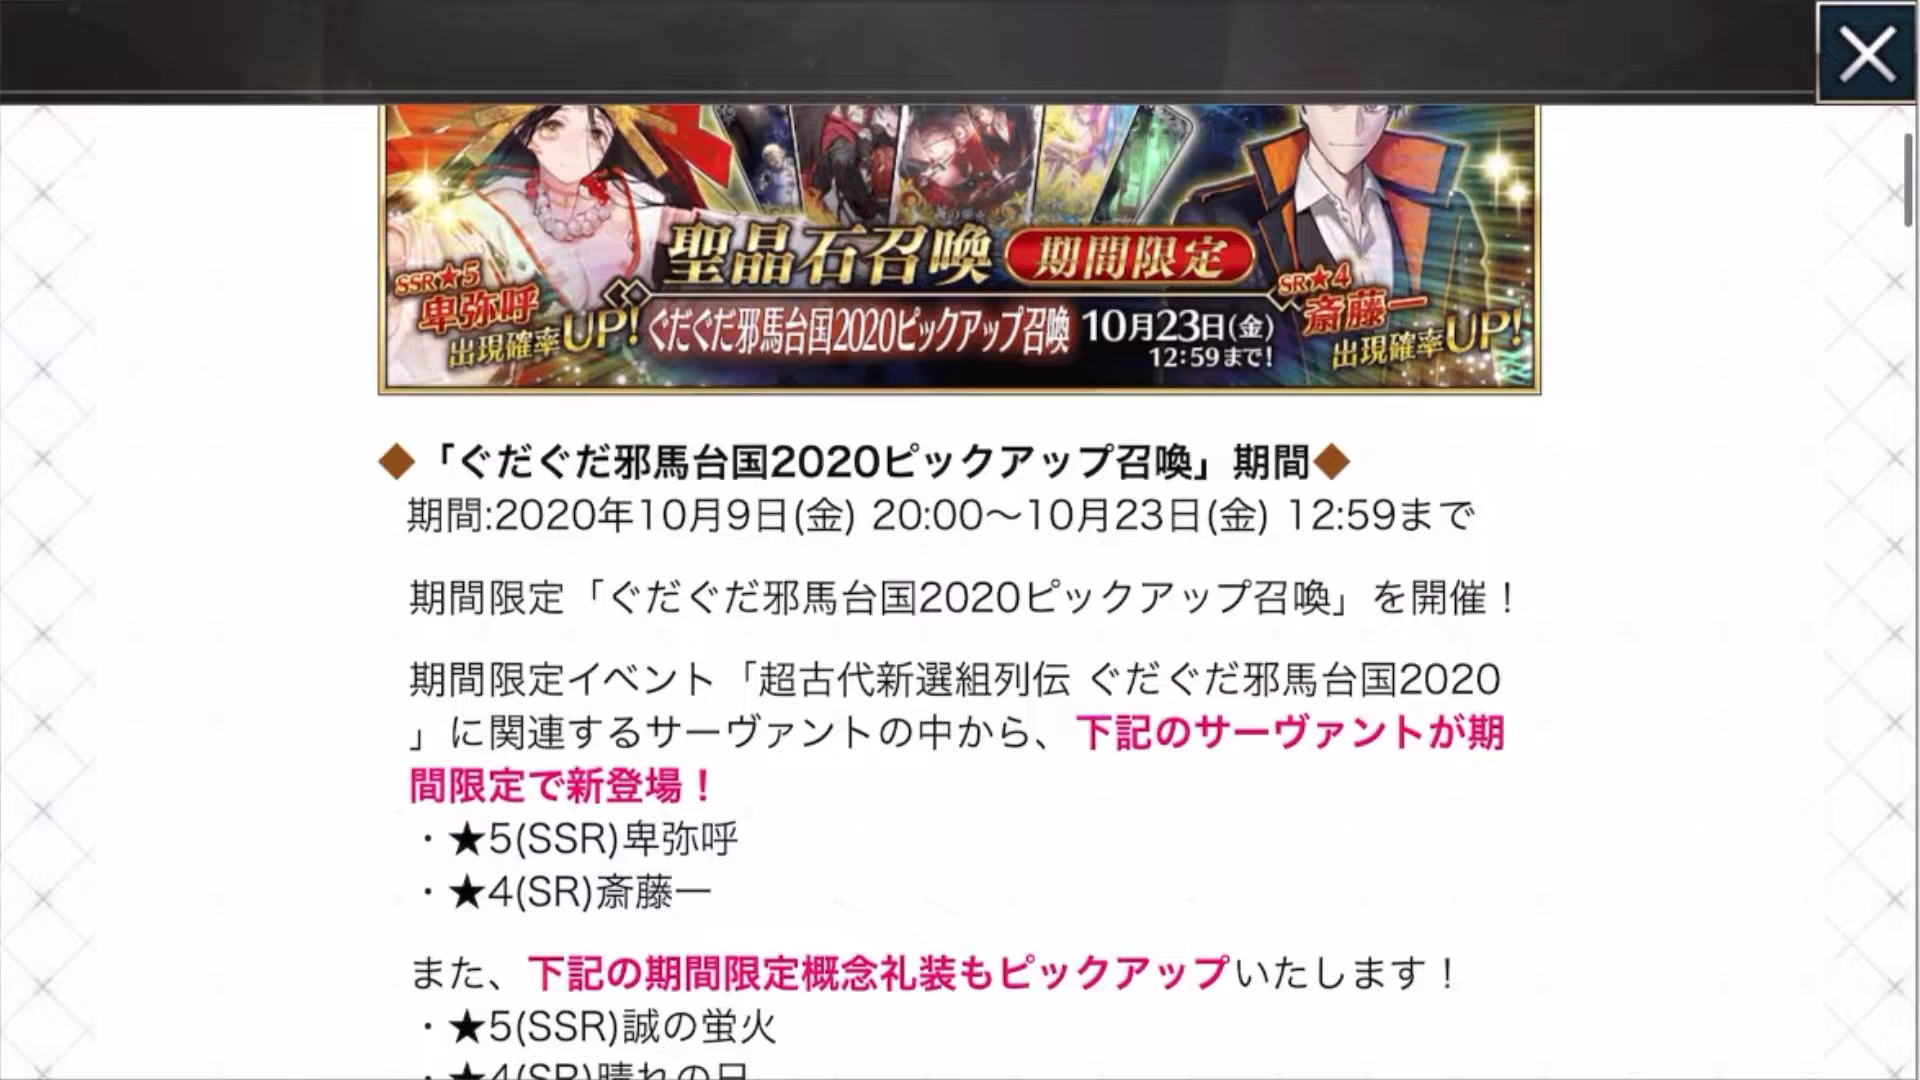 聖晶石召喚 期間限定
SSR★5
卑弥呼
出現確率UP!
ぐだぐだ邪馬台国2020ピックアップ召喚 10月23日(金)
12:59まで!
SR★4
斎藤一
出現確率UP!
◆「ぐだぐだ邪馬台国2020ピックアップ召喚」期間◆
期間:2020年10月9日(金) 20:00～10月23日(金) 12:59まで
期間限定「ぐだぐだ邪馬台国2020ピックアップ召喚」を開催！
期間限定イベント「超古代新選組列伝 ぐだぐだ邪馬台国2020
」に関連するサーヴァントの中から、下記のサーヴァントが期
間限定で新登場！
・★5(SSR)卑弥呼
・★4(SR)斎藤一
また、下記の期間限定概念礼装もピックアップいたします！
・★5(SSR)誠の蛍火
・★4(SR)晴れの日